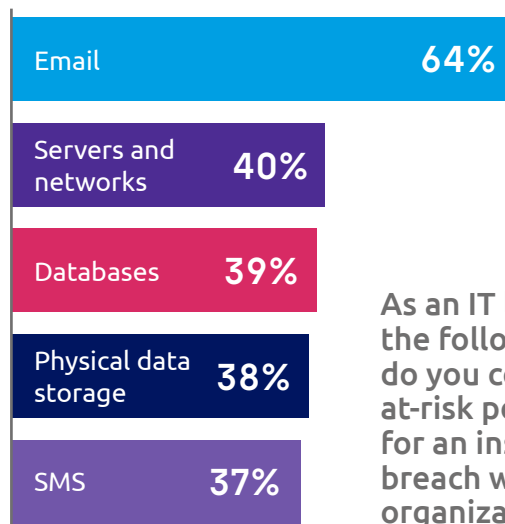 Email
64%
Servers and
networks
40%
Databases
39%
Physical data
storage
38%
SMS
37%
As an IT
the
do you
at-risk
for an
breach